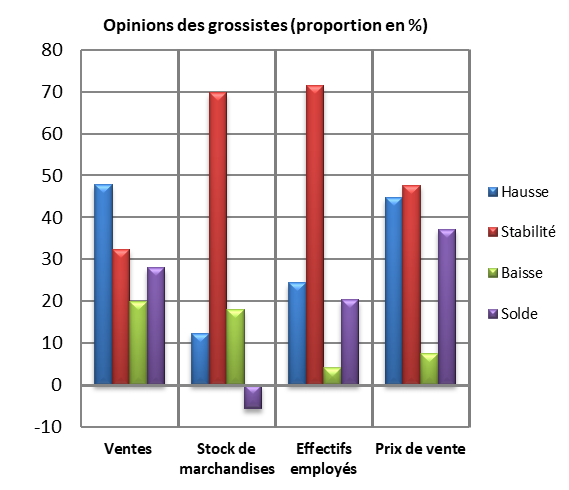 Opinions des grossistes (proportion en %)
80
70
60
50
40
30
20
10
0
-10
Ventes
Stock de
marchandises
Effectifs
employés
Prix de vente
Hausse
Stabilité
Baisse
Solde